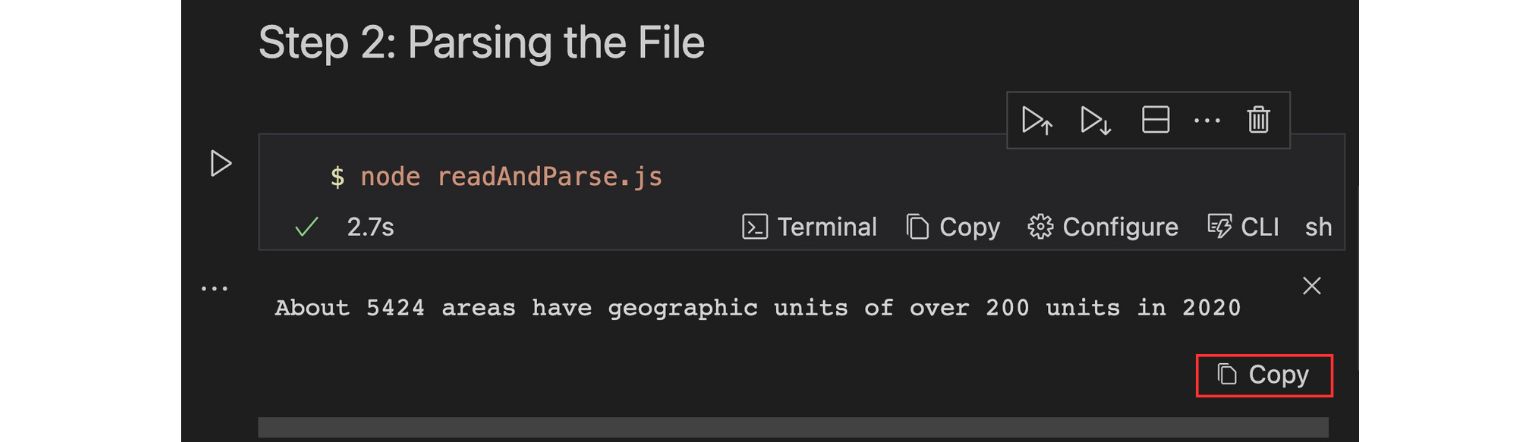 Step 2: Parsing the File
$ node readAndParse.js
2.7s Terminal Copy Configure CLI sh
About 5424 areas have geographic units of over 200 units in 2020
Copy